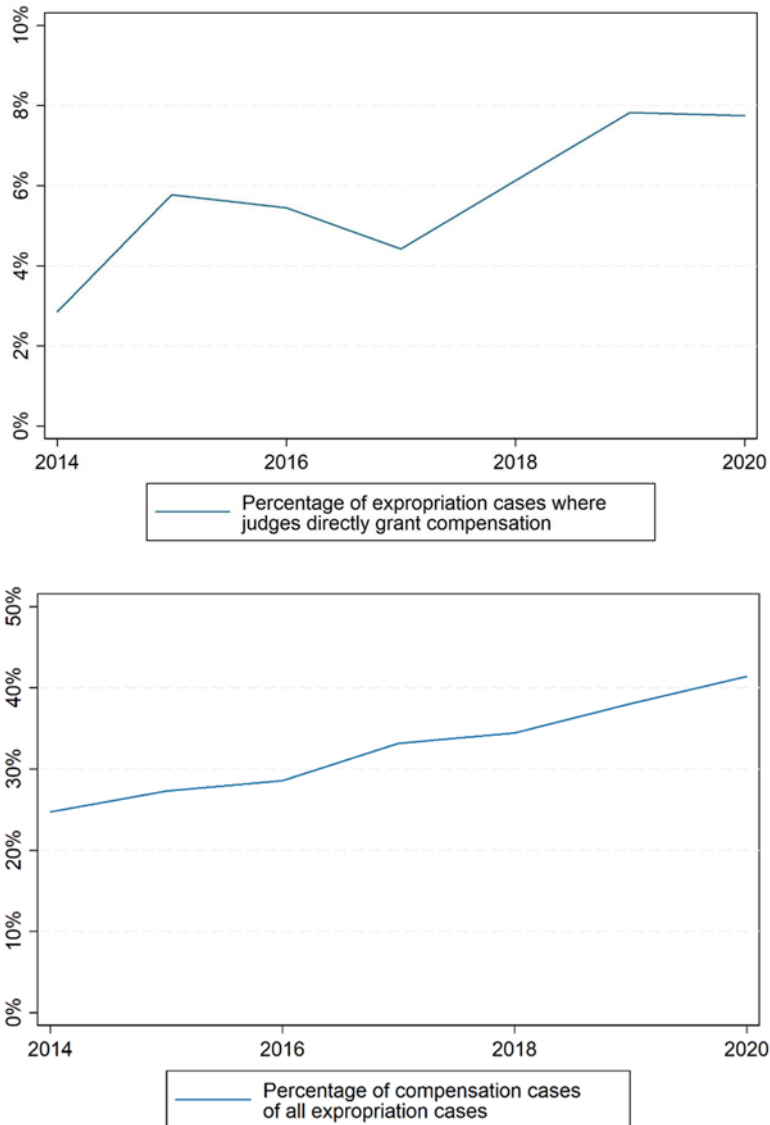 10%
8%
6%
4%
2%
0%
2014 2016 2018 2020
Percentage of expropriation cases where
judges directly grant compensation
50%
40%
30%
20%
10%
0%
2014 2016 2018 2020
Percentage of compensation cases
of all expropriation cases